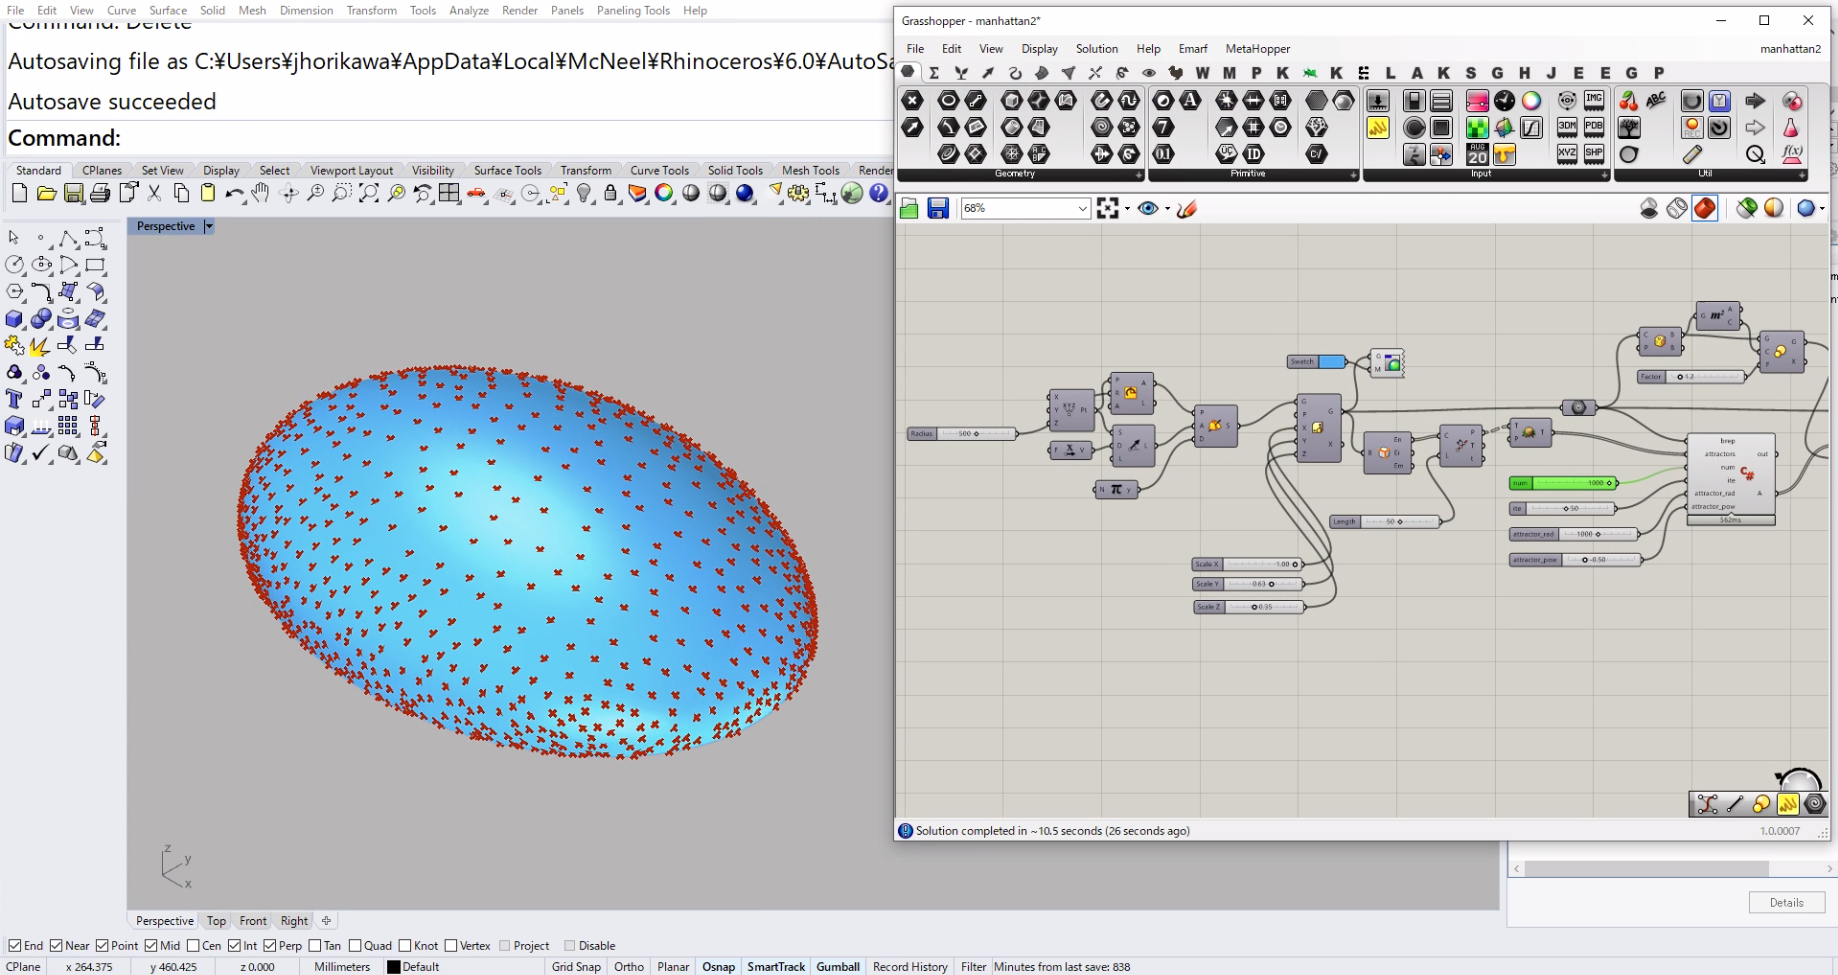 File Edit View Curve Surface Solid Mesh Dimension Transform Tools Analyze Render Panels Paneling Tools Help
Command: Delete
Autosaving file as C:¥Users¥jhorikawa¥AppData¥Local¥McNeel¥Rhinoceros¥6.0¥AutoSa
Autosave succeeded
Command:
Standard CPlanes Set View Display Select Viewport Layout Visibility Surface Tools Transform Curve Tools Solid Tools Mesh Tools Render
Perspective
z
y
x
Perspective Top Front Right
End Near Point Mid Cen Int Perp Tan Quad Knot Vertex Project Disable
CPlane x 264.375 y 460.425 z 0.000 Millimeters Default Grid Snap Ortho Planar Osnap SmartTrack Gumball Record History Filter Minutes from last save: 838
Grasshopper - manhattan2*
File Edit View Display Solution Help Emarf MetaHopper manhattan2
W M P K K L A K S G H J E E G P
Geometry Primitive Input Util
68%
Swatch
G
M
Radius 500
X
Y
Z
XYZ
Pt
P
R
A
A
L
F
X
V
S
D
L
L
N π y
P
A
D
S
G
P
X
Y
Z
G
X
B
En
Ei
Em
C
L
P
T
t
T
P
T
Length 50
Scale X 1.00
Scale Y 0.63
Scale Z 0.35
G m² A
C
C
P
B
B
Factor 1.2
G
C
F
G
X
brep
attractors out
num
ite C#
attractor_rad A
attractor_pow
562ms
num 1000
ite 50
attractor_rad 1000
attractor_pow -0.50
Solution completed in ~10.5 seconds (26 seconds ago) 1.0.0007
Details